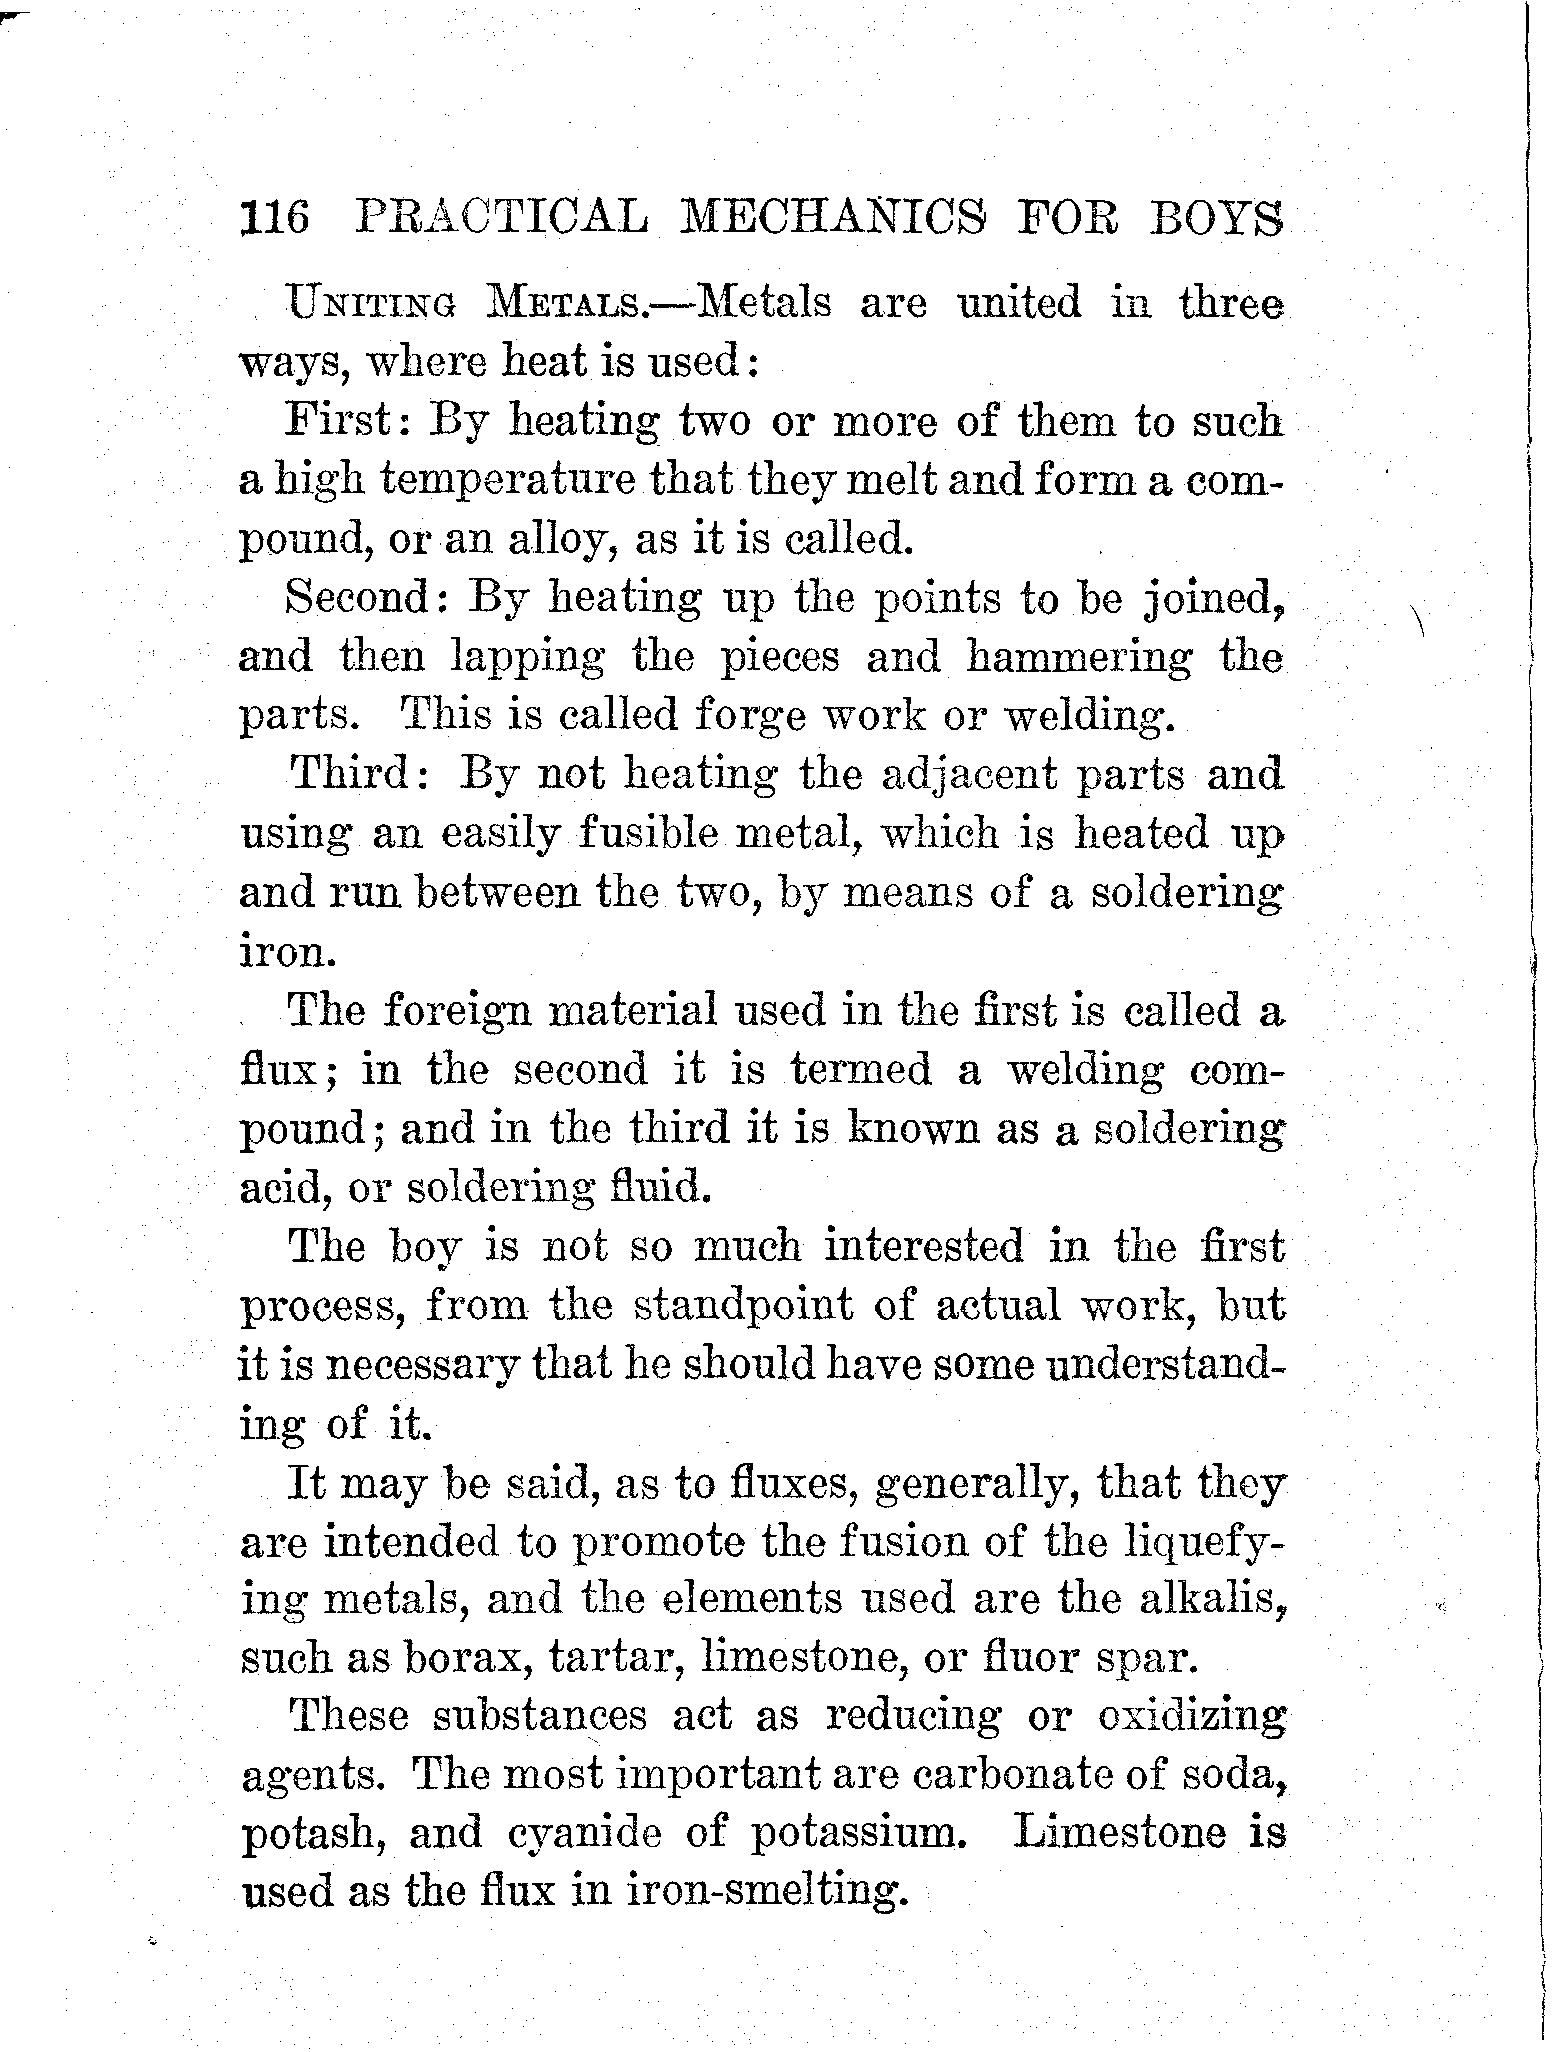 116 PRACTICAL MECHANICS FOR BOYS
UNITING METALS.—Metals are united in three
ways, where heat is used:
First: By heating two or more of them to such
a high temperature that they melt and form a com-
pound, or an alloy, as it is called.
Second: By heating up the points to be joined,
and then lapping the pieces and hammering the
parts. This is called forge work or welding.
Third: By not heating the adjacent parts and
using an easily fusible metal, which is heated up
and run between the two, by means of a soldering
iron.
The foreign material used in the first is called a
flux; in the second it is termed a welding com-
pound; and in the third it is known as a soldering
acid, or soldering fluid.
The boy is not so much interested in the first
process, from the standpoint of actual work, but
it is necessary that he should have some understand-
ing of it.
It may be said, as to fluxes, generally, that they
are intended to promote the fusion of the liquefy-
ing metals, and the elements used are the alkalis,
such as borax, tartar, limestone, or fluor spar.
These substances act as reducing or oxidizing
agents. The most important are carbonate of soda,
potash, and cyanide of potassium. Limestone is
used as the flux in iron-smelting.